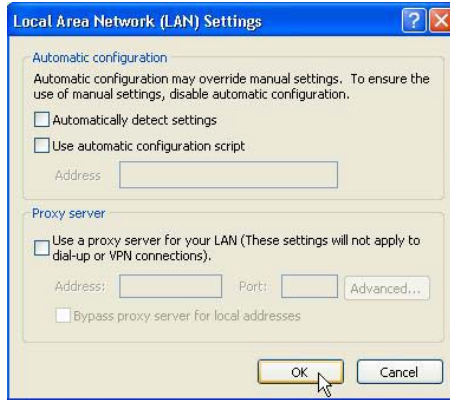 Local Area Network (LAN) Settings
Automatic configuration
Automatic configuration may override manual settings. To ensure the
use of manual settings, disable automatic configuration.
Automatically detect settings
Use automatic configuration script
Address
Proxy server
Use a proxy server for your LAN (These settings will not apply to
dial-up or VPN connections).
Address:
Port:
Advanced...
Bypass proxy server for local addresses
OK
Cancel